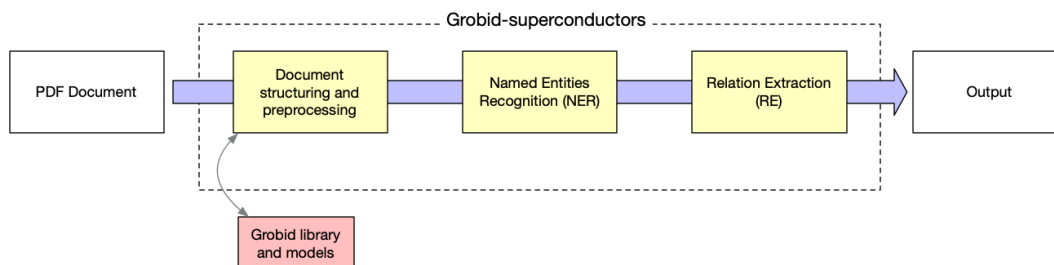 Grobid-superconductors
PDF Document
Document
structuring and
preprocessing
Named Entities
Recognition (NER)
Relation Extraction
(RE)
Output
Grobid library
and models